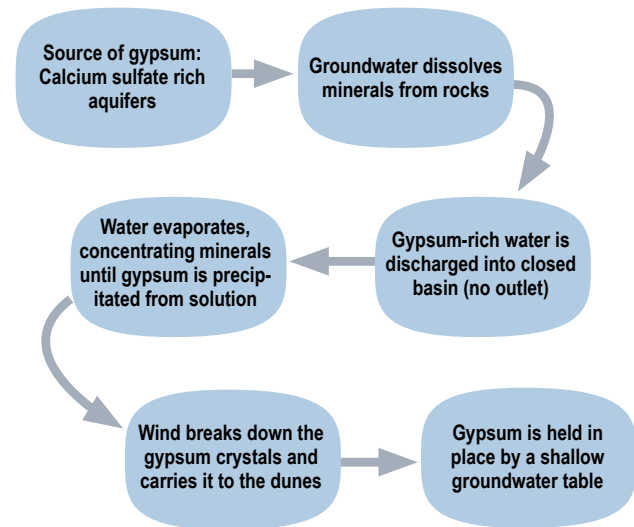 Source of gypsum:
Calcium sulfate rich
aquifers
Groundwater dissolves
minerals from rocks
Gypsum-rich water is
discharged into closed
basin (no outlet)
Water evaporates,
concentrating minerals
until gypsum is precip-
itated from solution
Wind breaks down the
gypsum crystals and
carries it to the dunes
Gypsum is held in
place by a shallow
groundwater table